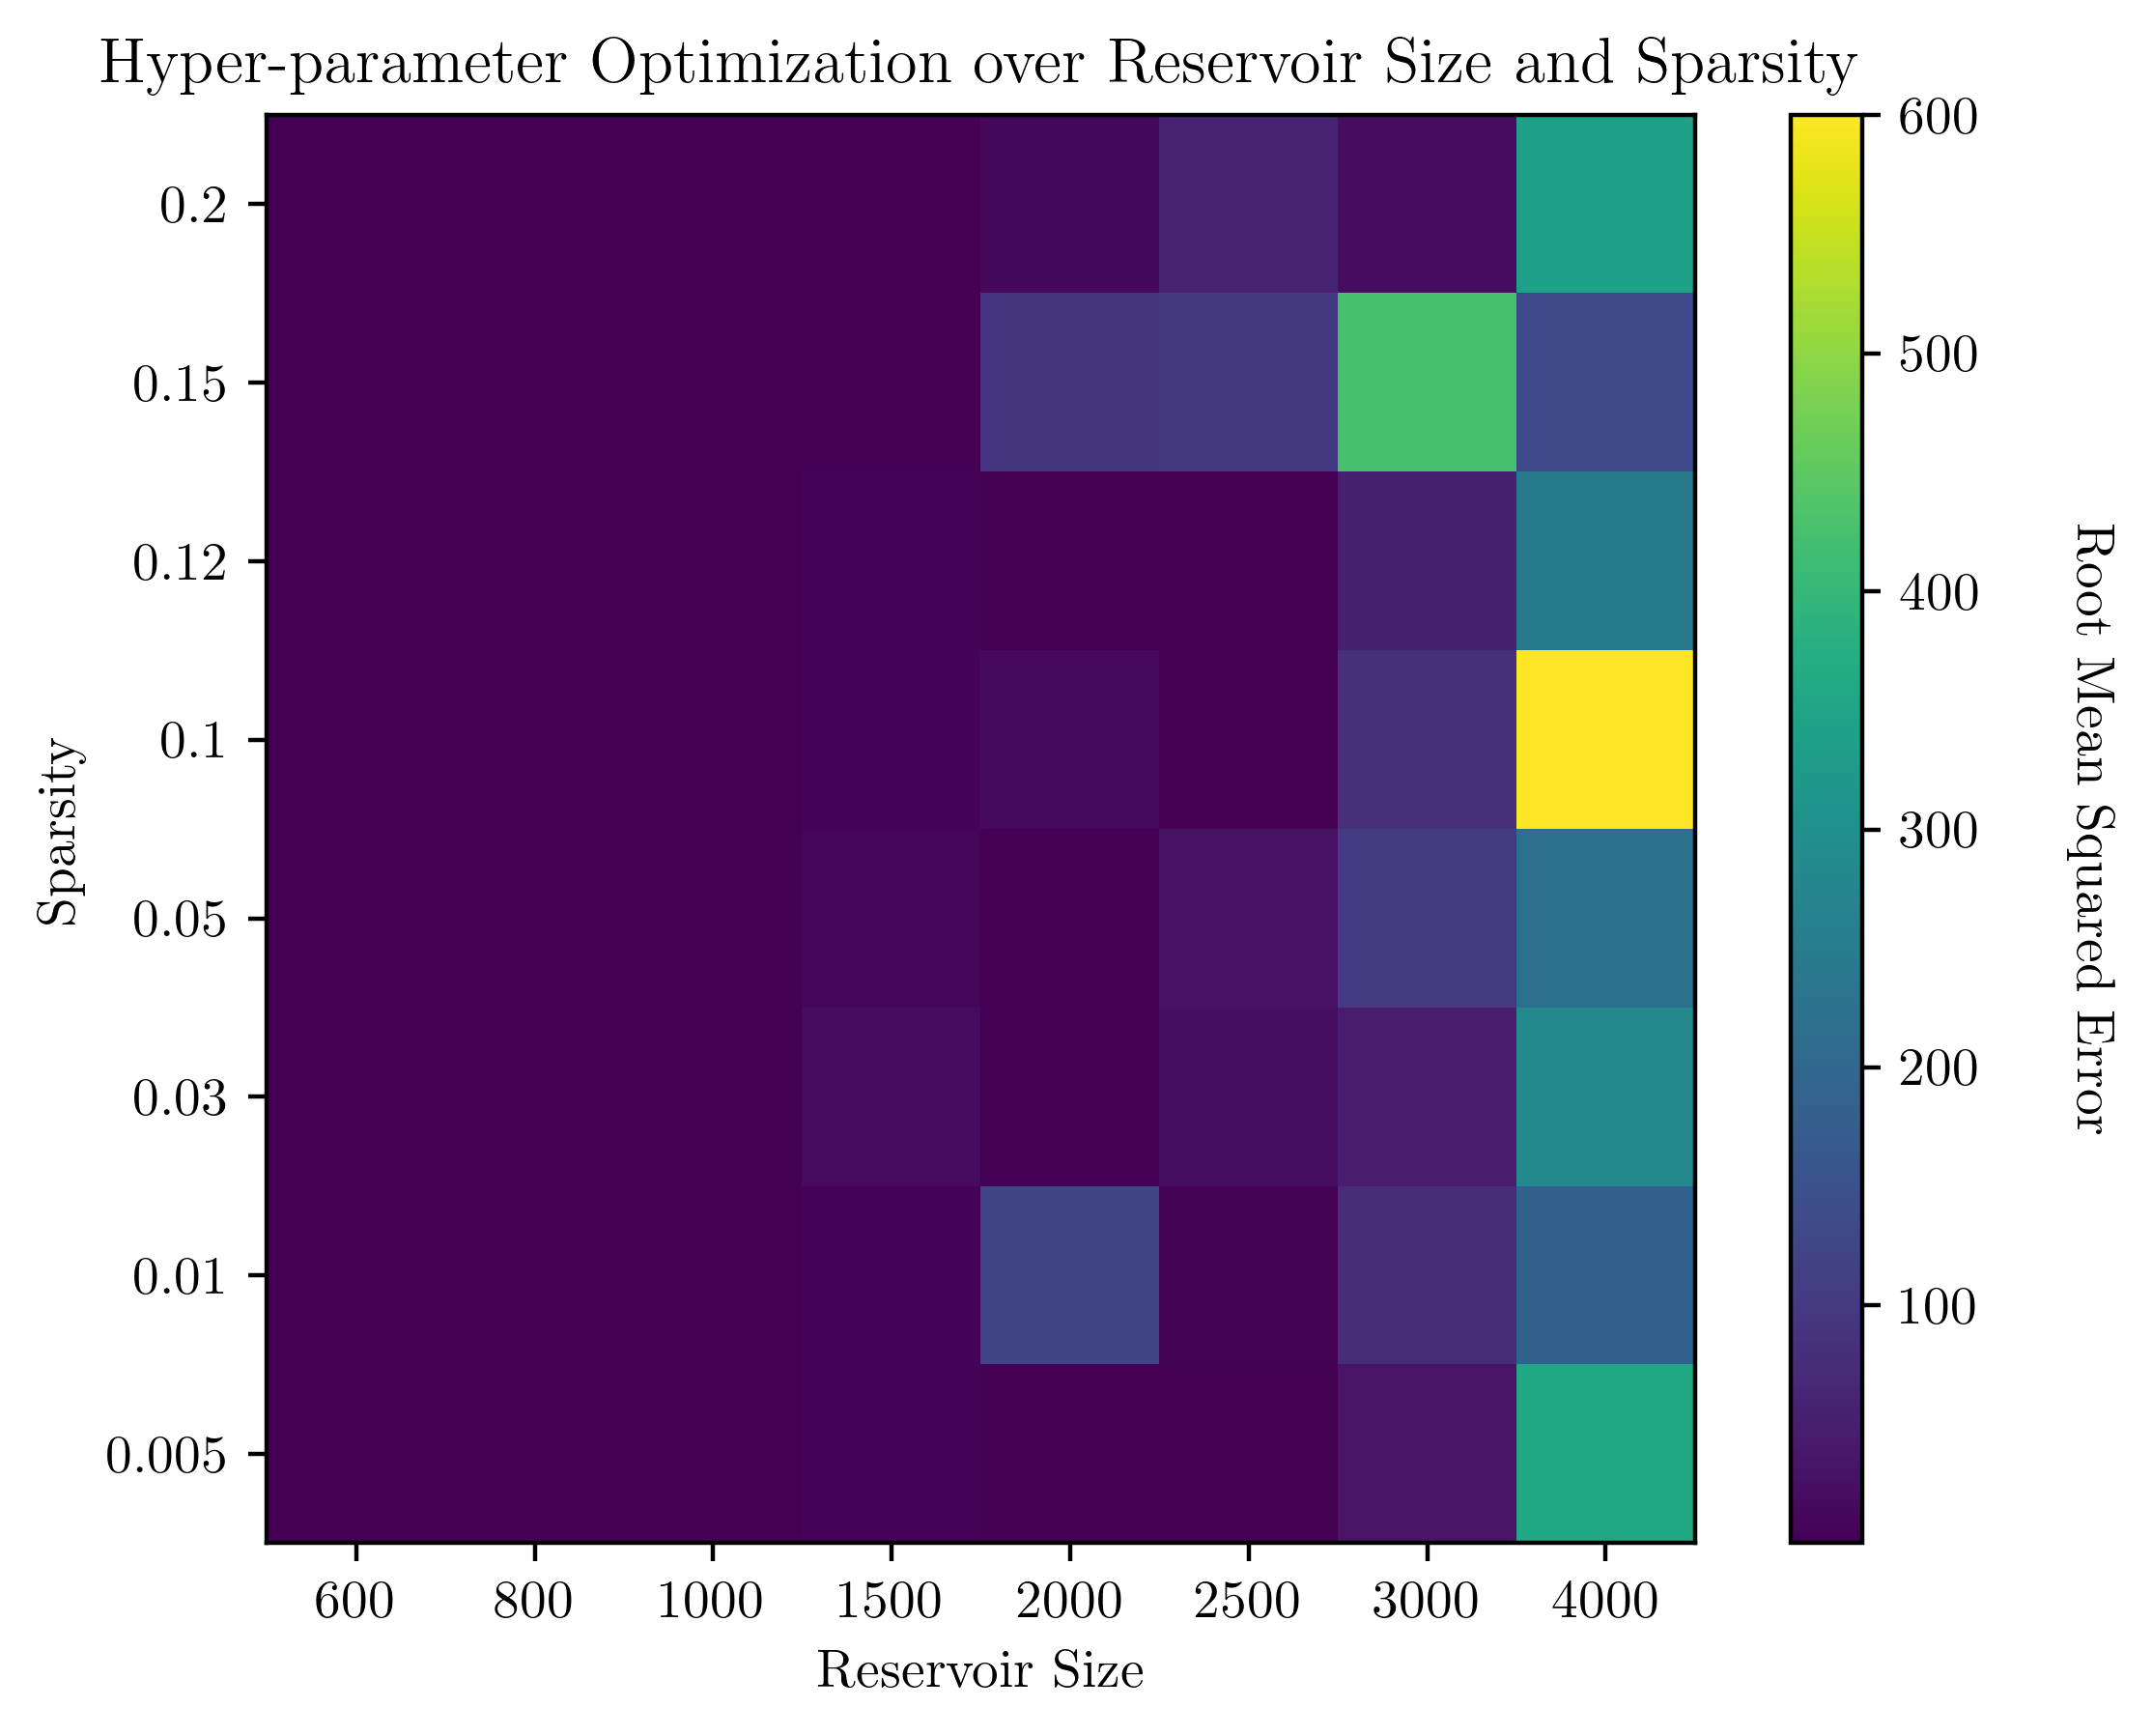 Hyper-parameter Optimization over Reservoir Size and Sparsity
Sparsity
0.2
0.15
0.12
0.1
0.05
0.03
0.01
0.005
600 800 1000 1500 2000 2500 3000 4000
Reservoir Size
600
500
400
300
200
100
Root Mean Squared Error